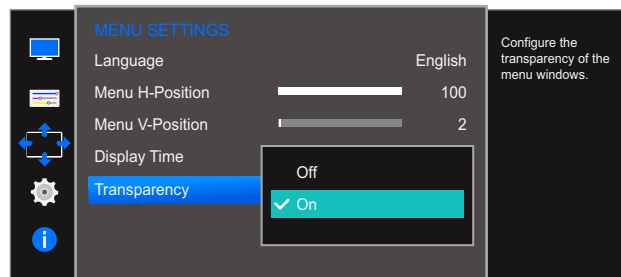 MENU SETTINGS
Language English
Menu H-Position 100
Menu V-Position 2
Display Time
Transparency
Off
On
Configure the
transparency of the
menu windows.